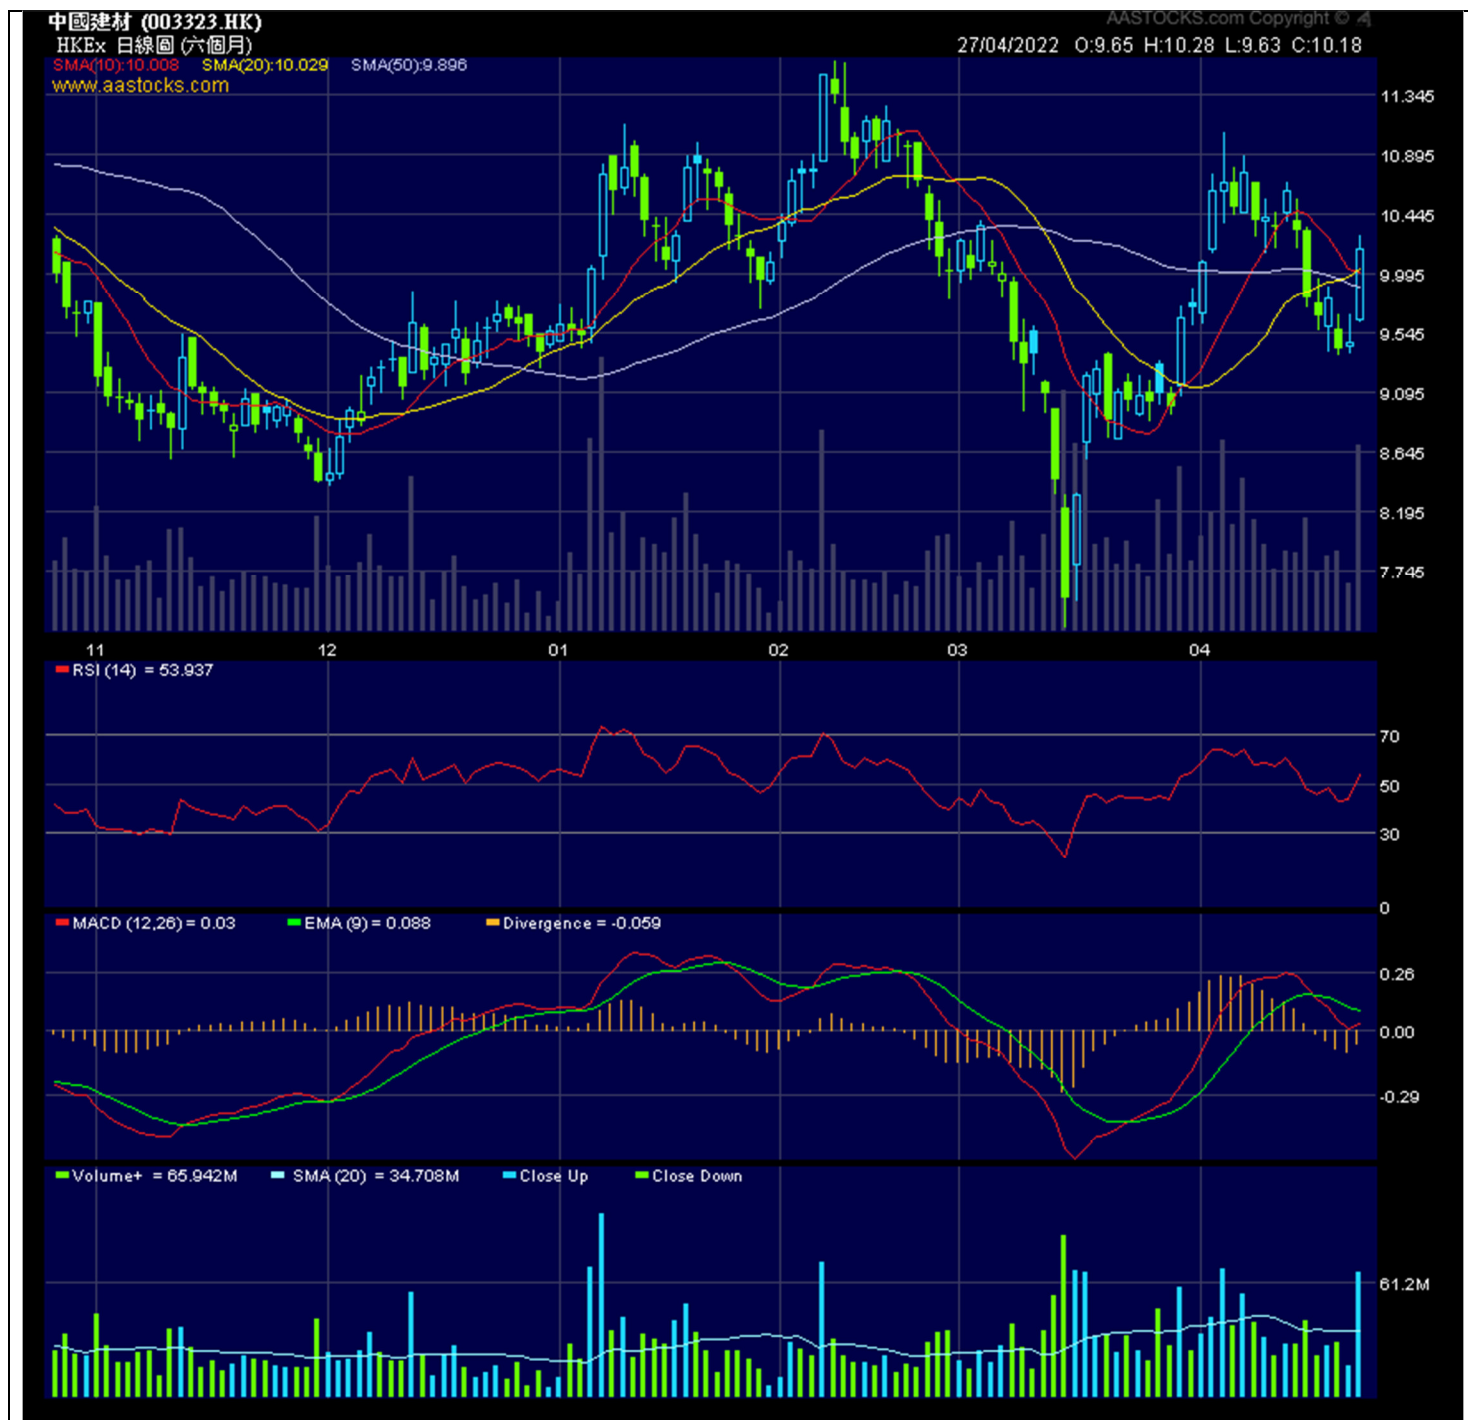 中國建材 (003323.HK)
AASTOCKS.com Copyright ©
HKEx 日線圖 (六個月)
27/04/2022 O:9.65 H:10.28 L:9.63 C:10.18
SMA(10):10.008 SMA(20):10.029 SMA(50):9.896
www.aastocks.com
11.345
10.895
10.445
9.995
9.545
9.095
8.645
8.195
7.745
11 12 01 02 03 04
RSI (14) = 53.937
70
50
30
0
MACD (12,26) = 0.03 EMA (9) = 0.088 Divergence = -0.059
0.26
0.00
-0.29
Volume+ = 65.942M SMA (20) = 34.708M Close Up Close Down
61.2M